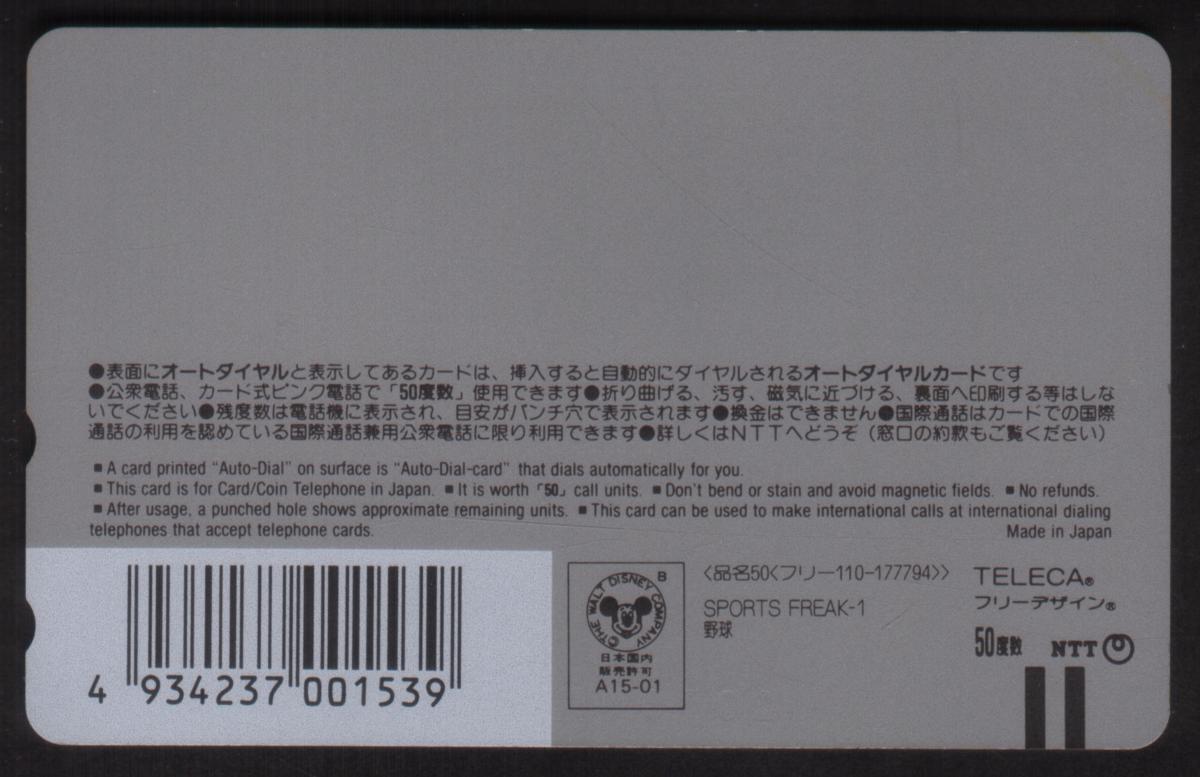 ●表面にオートダイヤルと表示してあるカードは、挿入すると自動的にダイヤルされるオートダイヤルカードです
●公衆電話、カード式ピンク電話で「50度数」使用できます●折り曲げる、汚す、磁気に近づける、裏面へ印刷する等はしな
いでください●残度数は電話機に表示され、目安がパンチ穴で表示されます●換金はできません●国際通話はカードでの国際
通話の利用を認めている国際通話兼用公衆電話に限り利用できます●詳しくはNTTへどうぞ（窓口の約款もご覧ください）
■ A card printed “Auto-Dial” on surface is “Auto-Dial-card” that dials automatically for you.
■ This card is for Card/Coin Telephone in Japan. ■ It is worth「50」call units. ■ Don't bend or stain and avoid magnetic fields. ■ No refunds.
■ After usage, a punched hole shows approximate remaining units. ■ This card can be used to make international calls at international dialing
telephones that accept telephone cards.
Made in Japan
4 934237 001539
B
©THE WALT DISNEY COMPANY
日本国内
販売許可
A15-01
〈品名50〈フリー110-177794〉〉
SPORTS FREAK-1
野球
TELECA®
フリーデザイン®
50度数 NTT